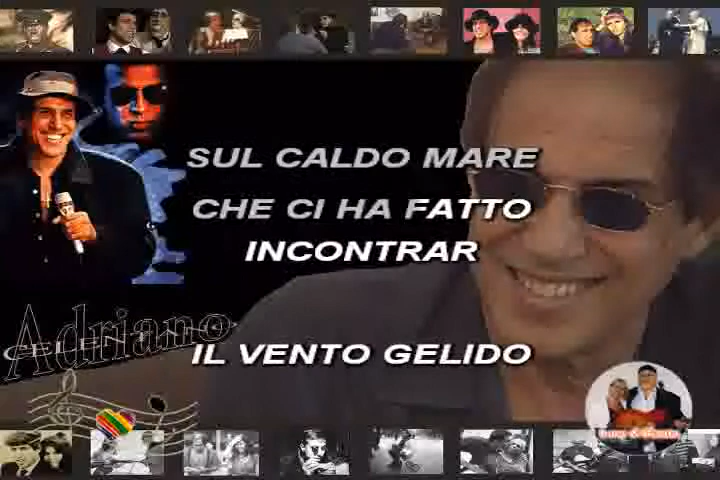 SUL CALDO MARE
CHE CI HA FATTO
INCONTRAR
IL VENTO GELIDO
Adriano
CELENTANO